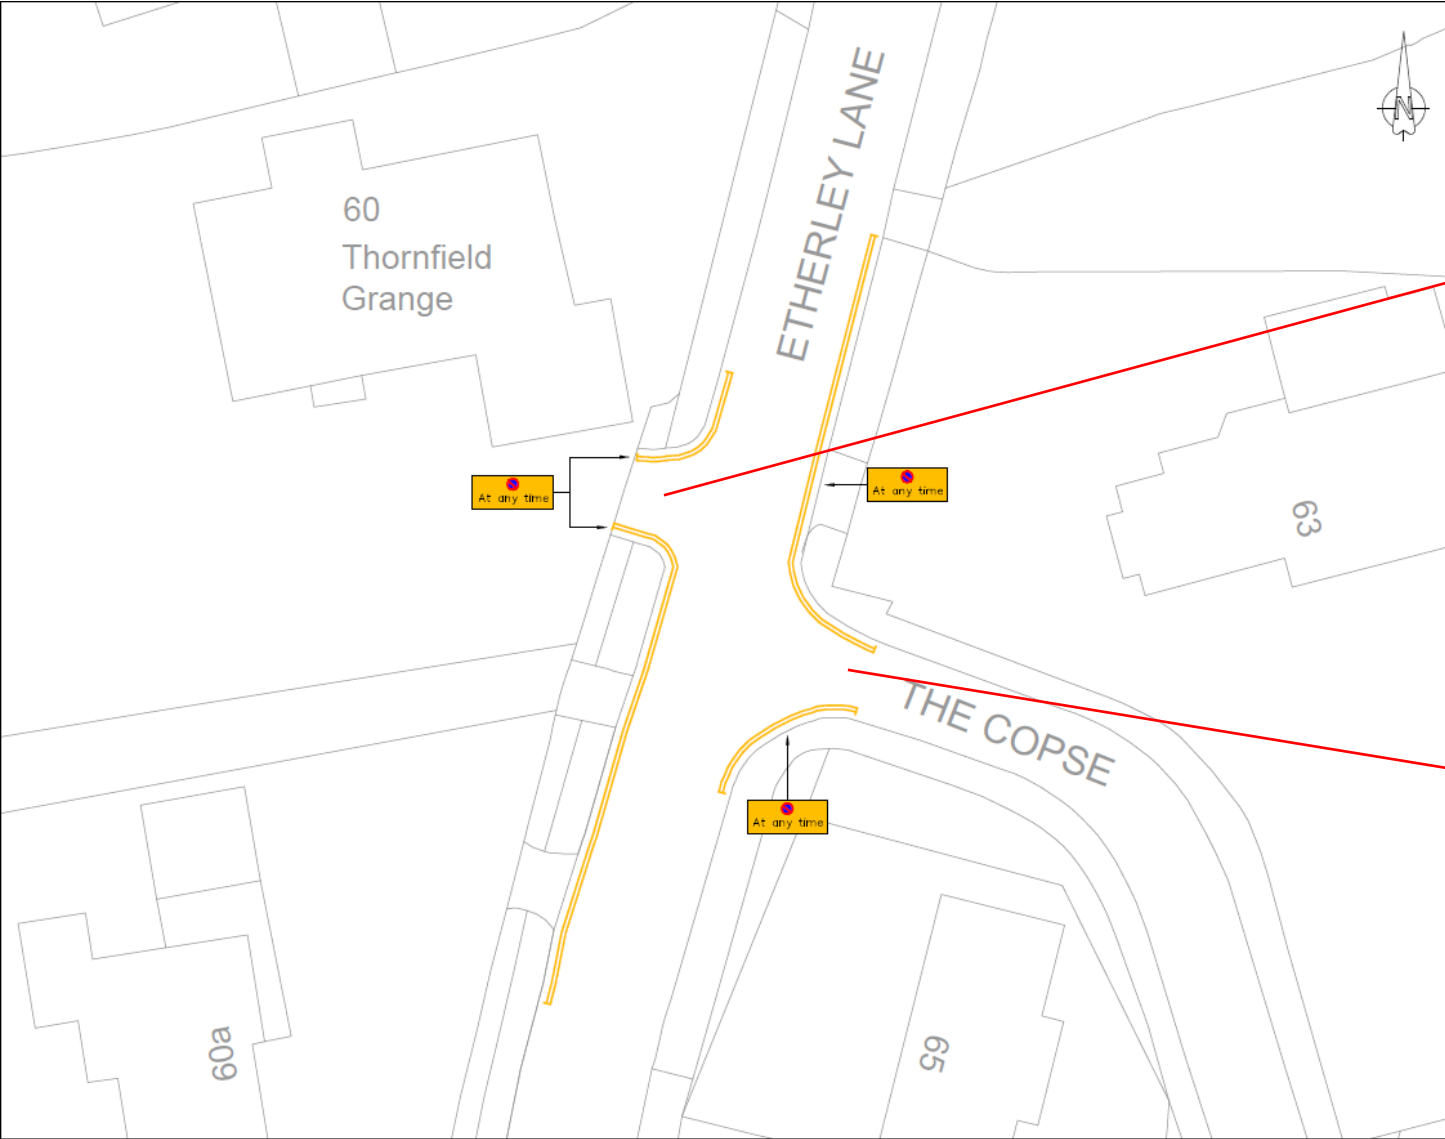 ETHERLEY LANE
N
60
Thornfield
Grange
At any time
At any time
63
THE COPSE
At any time
60a
65